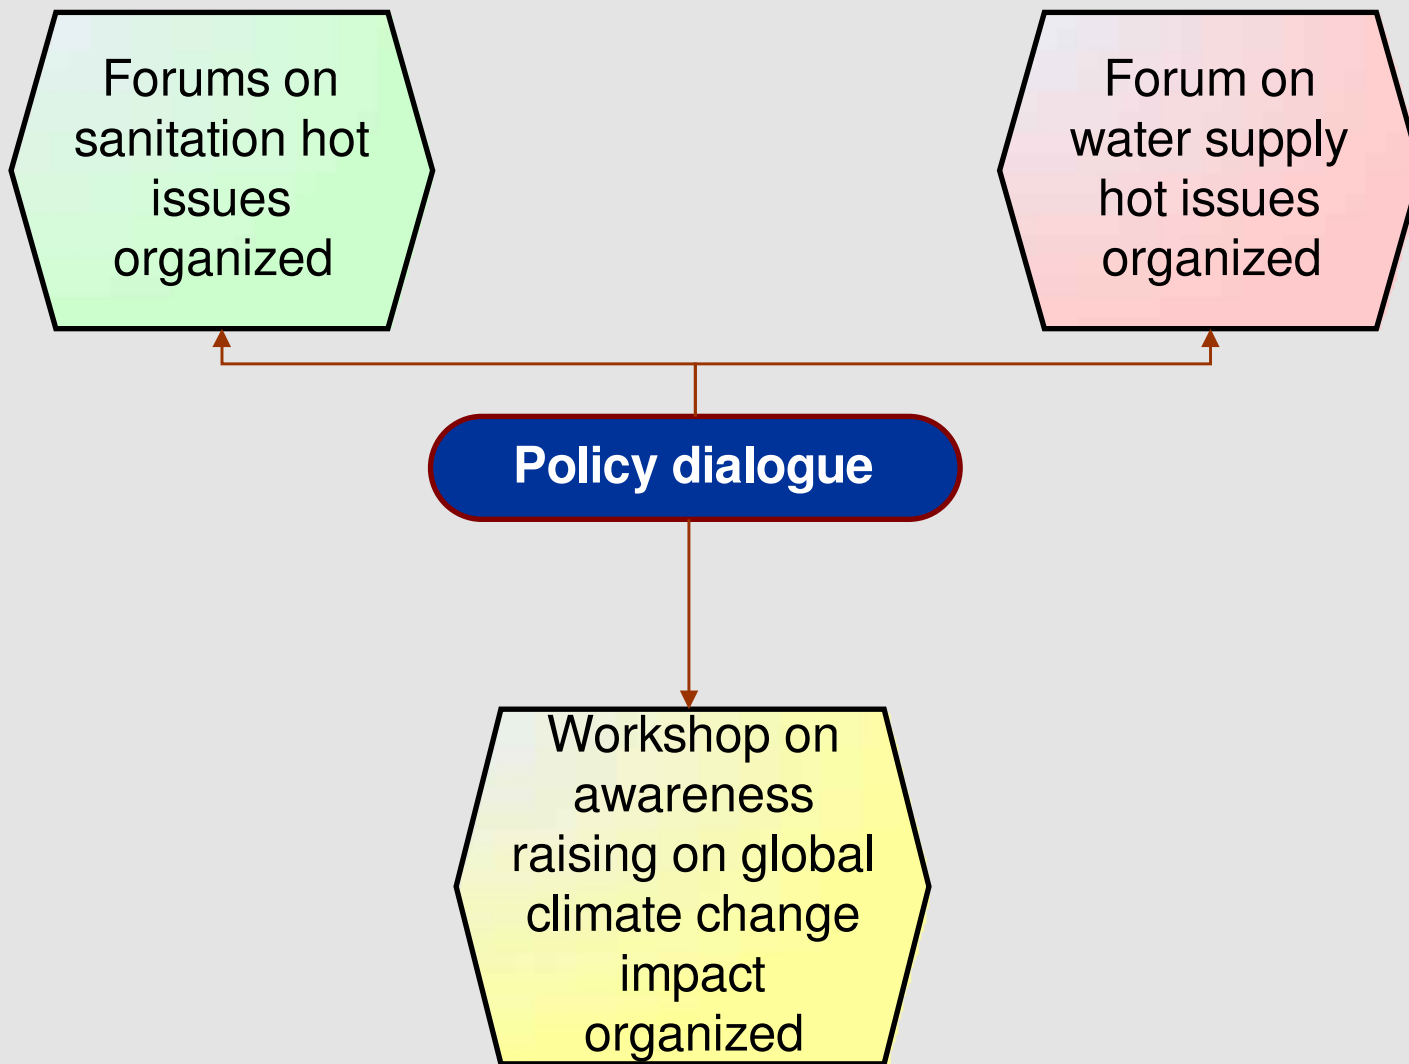 Forums on
sanitation hot
issues
organized
Forum on
water supply
hot issues
organized
Policy dialogue
Workshop on
awareness
raising on global
climate change
impact
organized